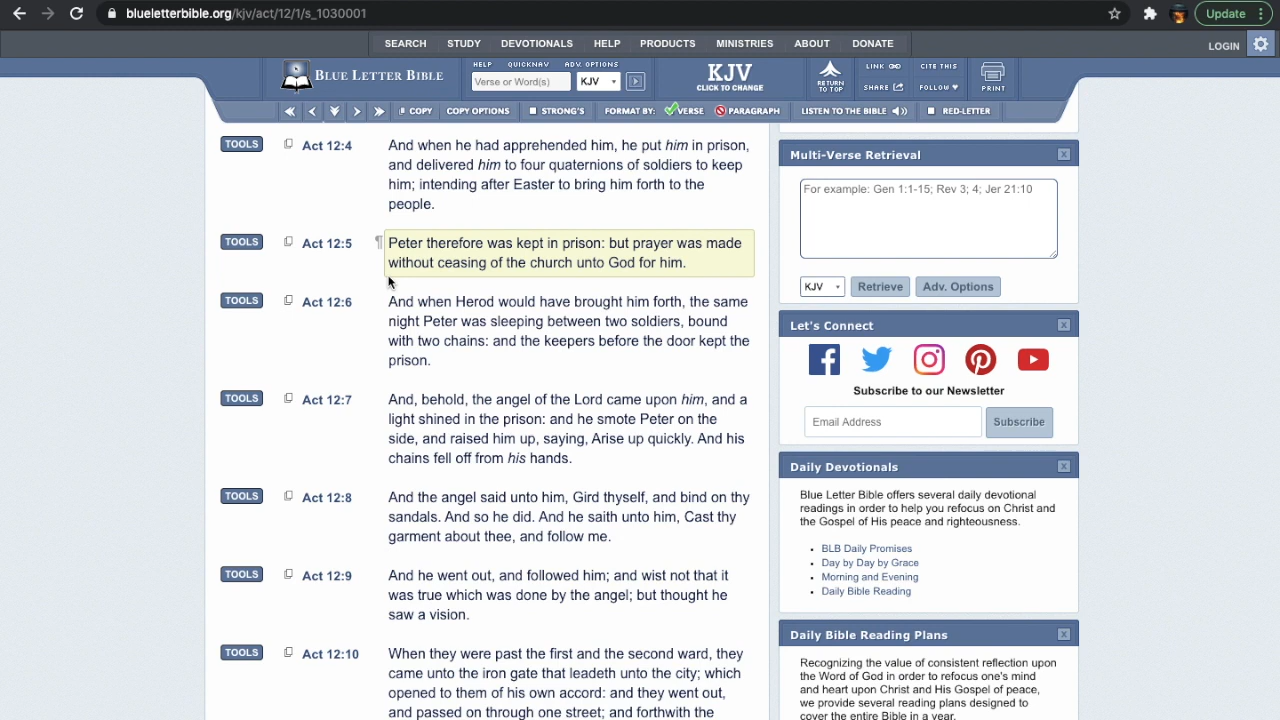 blueletterbible.org/kjv/act/12/1/s_1030001
Update
SEARCH STUDY DEVOTIONALS HELP PRODUCTS MINISTRIES ABOUT DONATE
LOGIN
BLUE LETTER BIBLE
HELP QUICKNAV ADV. OPTIONS
Verse or Word(s)
KJV
KJV
CLICK TO CHANGE
RETURN
TO TOP
LINK
CITE THIS
SHARE
FOLLOW
PRINT
COPY
COPY OPTIONS
STRONG'S
FORMAT BY:
VERSE
PARAGRAPH
LISTEN TO THE BIBLE
RED-LETTER
TOOLS
Act 12:4
And when he had apprehended him, he put him in prison,
and delivered him to four quaternions of soldiers to keep
him; intending after Easter to bring him forth to the
people.
TOOLS
Act 12:5
¶
Peter therefore was kept in prison: but prayer was made
without ceasing of the church unto God for him.
TOOLS
Act 12:6
And when Herod would have brought him forth, the same
night Peter was sleeping between two soldiers, bound
with two chains: and the keepers before the door kept the
prison.
TOOLS
Act 12:7
And, behold, the angel of the Lord came upon him, and a
light shined in the prison: and he smote Peter on the
side, and raised him up, saying, Arise up quickly. And his
chains fell off from his hands.
TOOLS
Act 12:8
And the angel said unto him, Gird thyself, and bind on thy
sandals. And so he did. And he saith unto him, Cast thy
garment about thee, and follow me.
TOOLS
Act 12:9
And he went out, and followed him; and wist not that it
was true which was done by the angel; but thought he
saw a vision.
TOOLS
Act 12:10
When they were past the first and the second ward, they
came unto the iron gate that leadeth unto the city; which
opened to them of his own accord: and they went out,
and passed on through one street; and forthwith the
Multi-Verse Retrieval
For example: Gen 1:1-15; Rev 3; 4; Jer 21:10
KJV
Retrieve
Adv. Options
Let's Connect
Subscribe to our Newsletter
Email Address
Subscribe
Daily Devotionals
Blue Letter Bible offers several daily devotional
readings in order to help you refocus on Christ and
the Gospel of His peace and righteousness.
• BLB Daily Promises
• Day by Day by Grace
• Morning and Evening
• Daily Bible Reading
Daily Bible Reading Plans
Recognizing the value of consistent reflection upon
the Word of God in order to refocus one's mind
and heart upon Christ and His Gospel of peace,
we provide several reading plans designed to
cover the entire Bible in a year.